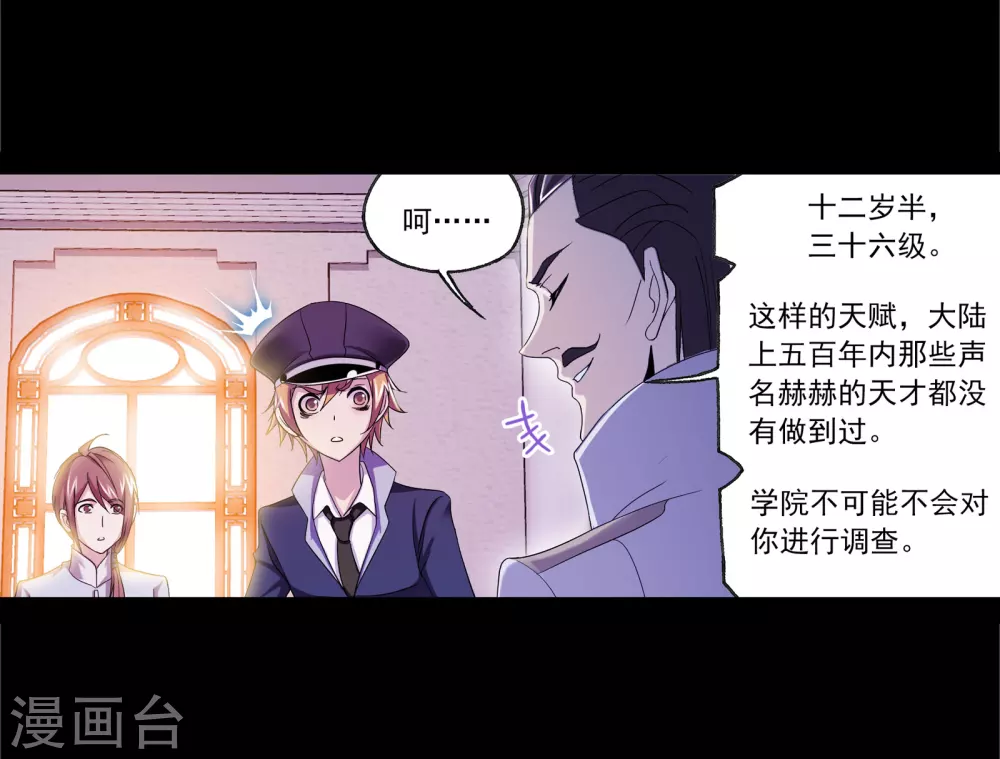 呵……
十二岁半，
三十六级。
这样的天赋，大陆
上五百年内那些声
名赫赫的天才都没
有做到过。
学院不可能不会对
你进行调查。
漫画台